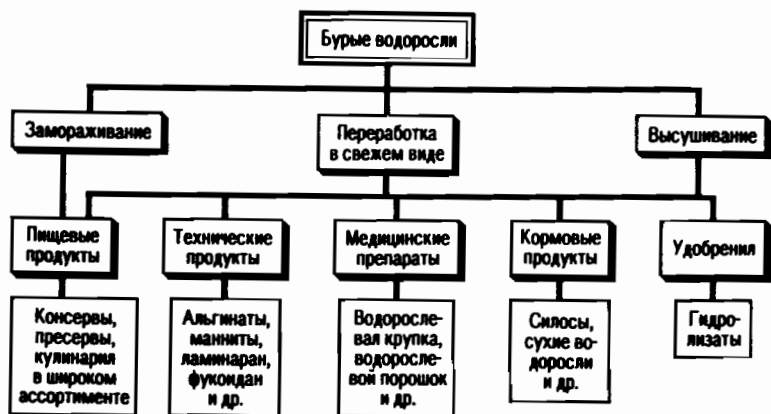 Бурые водоросли
Замораживание
Переработка
в свежем виде
Высушивание
Пищевые
продукты
Технические
продукты
Медицинские
препараты
Кормовые
продукты
Удобрения
Консервы,
пресервы,
кулинария
в широком
ассортименте
Альгинаты,
манниты,
ламинаран,
фукоидан
и др.
Водоросле-
вая крупка,
водоросле-
вой порошок
и др.
Силосы,
сухие во-
доросли
и др.
Гидро-
лизаты